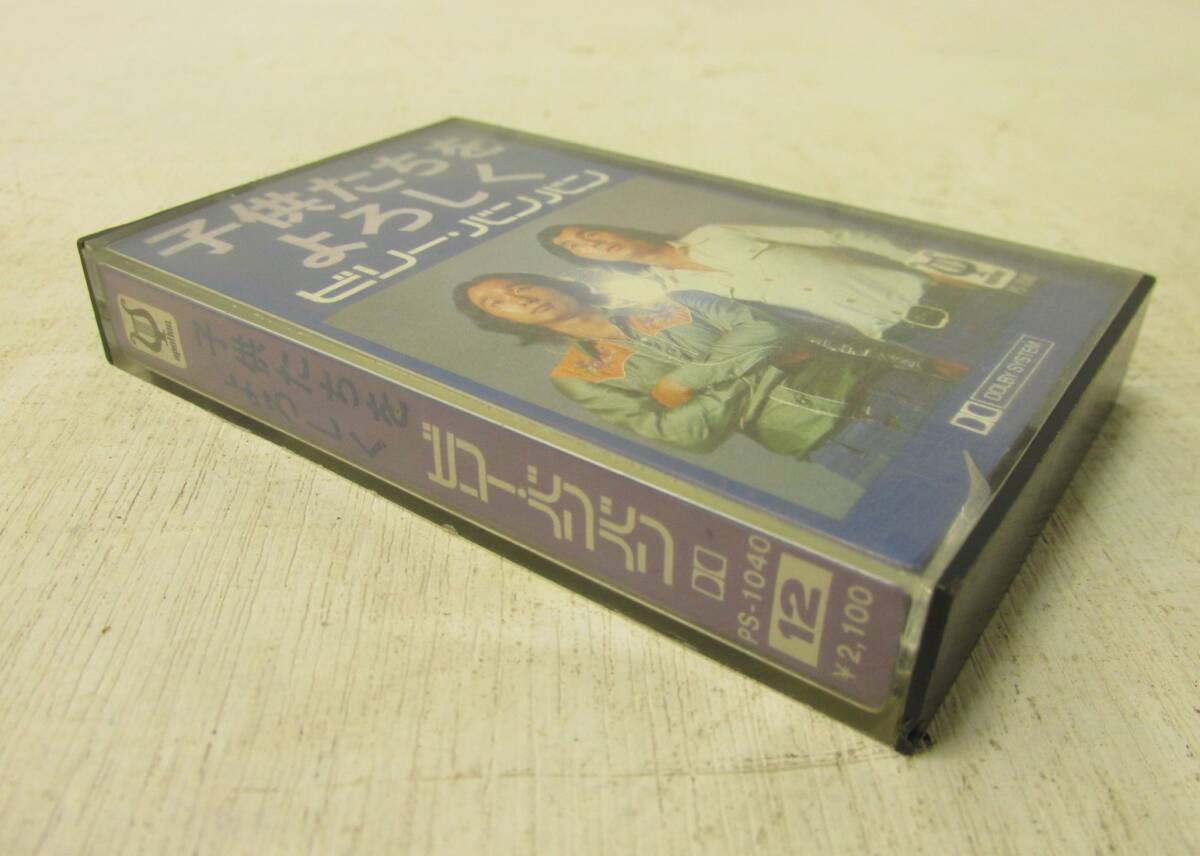 子供たちを
よろしく
ビリー・バンバン
DOLBY SYSTEM
子供たちを
よろしく
ビリー・バンバン
PS-1040
12
¥2,100